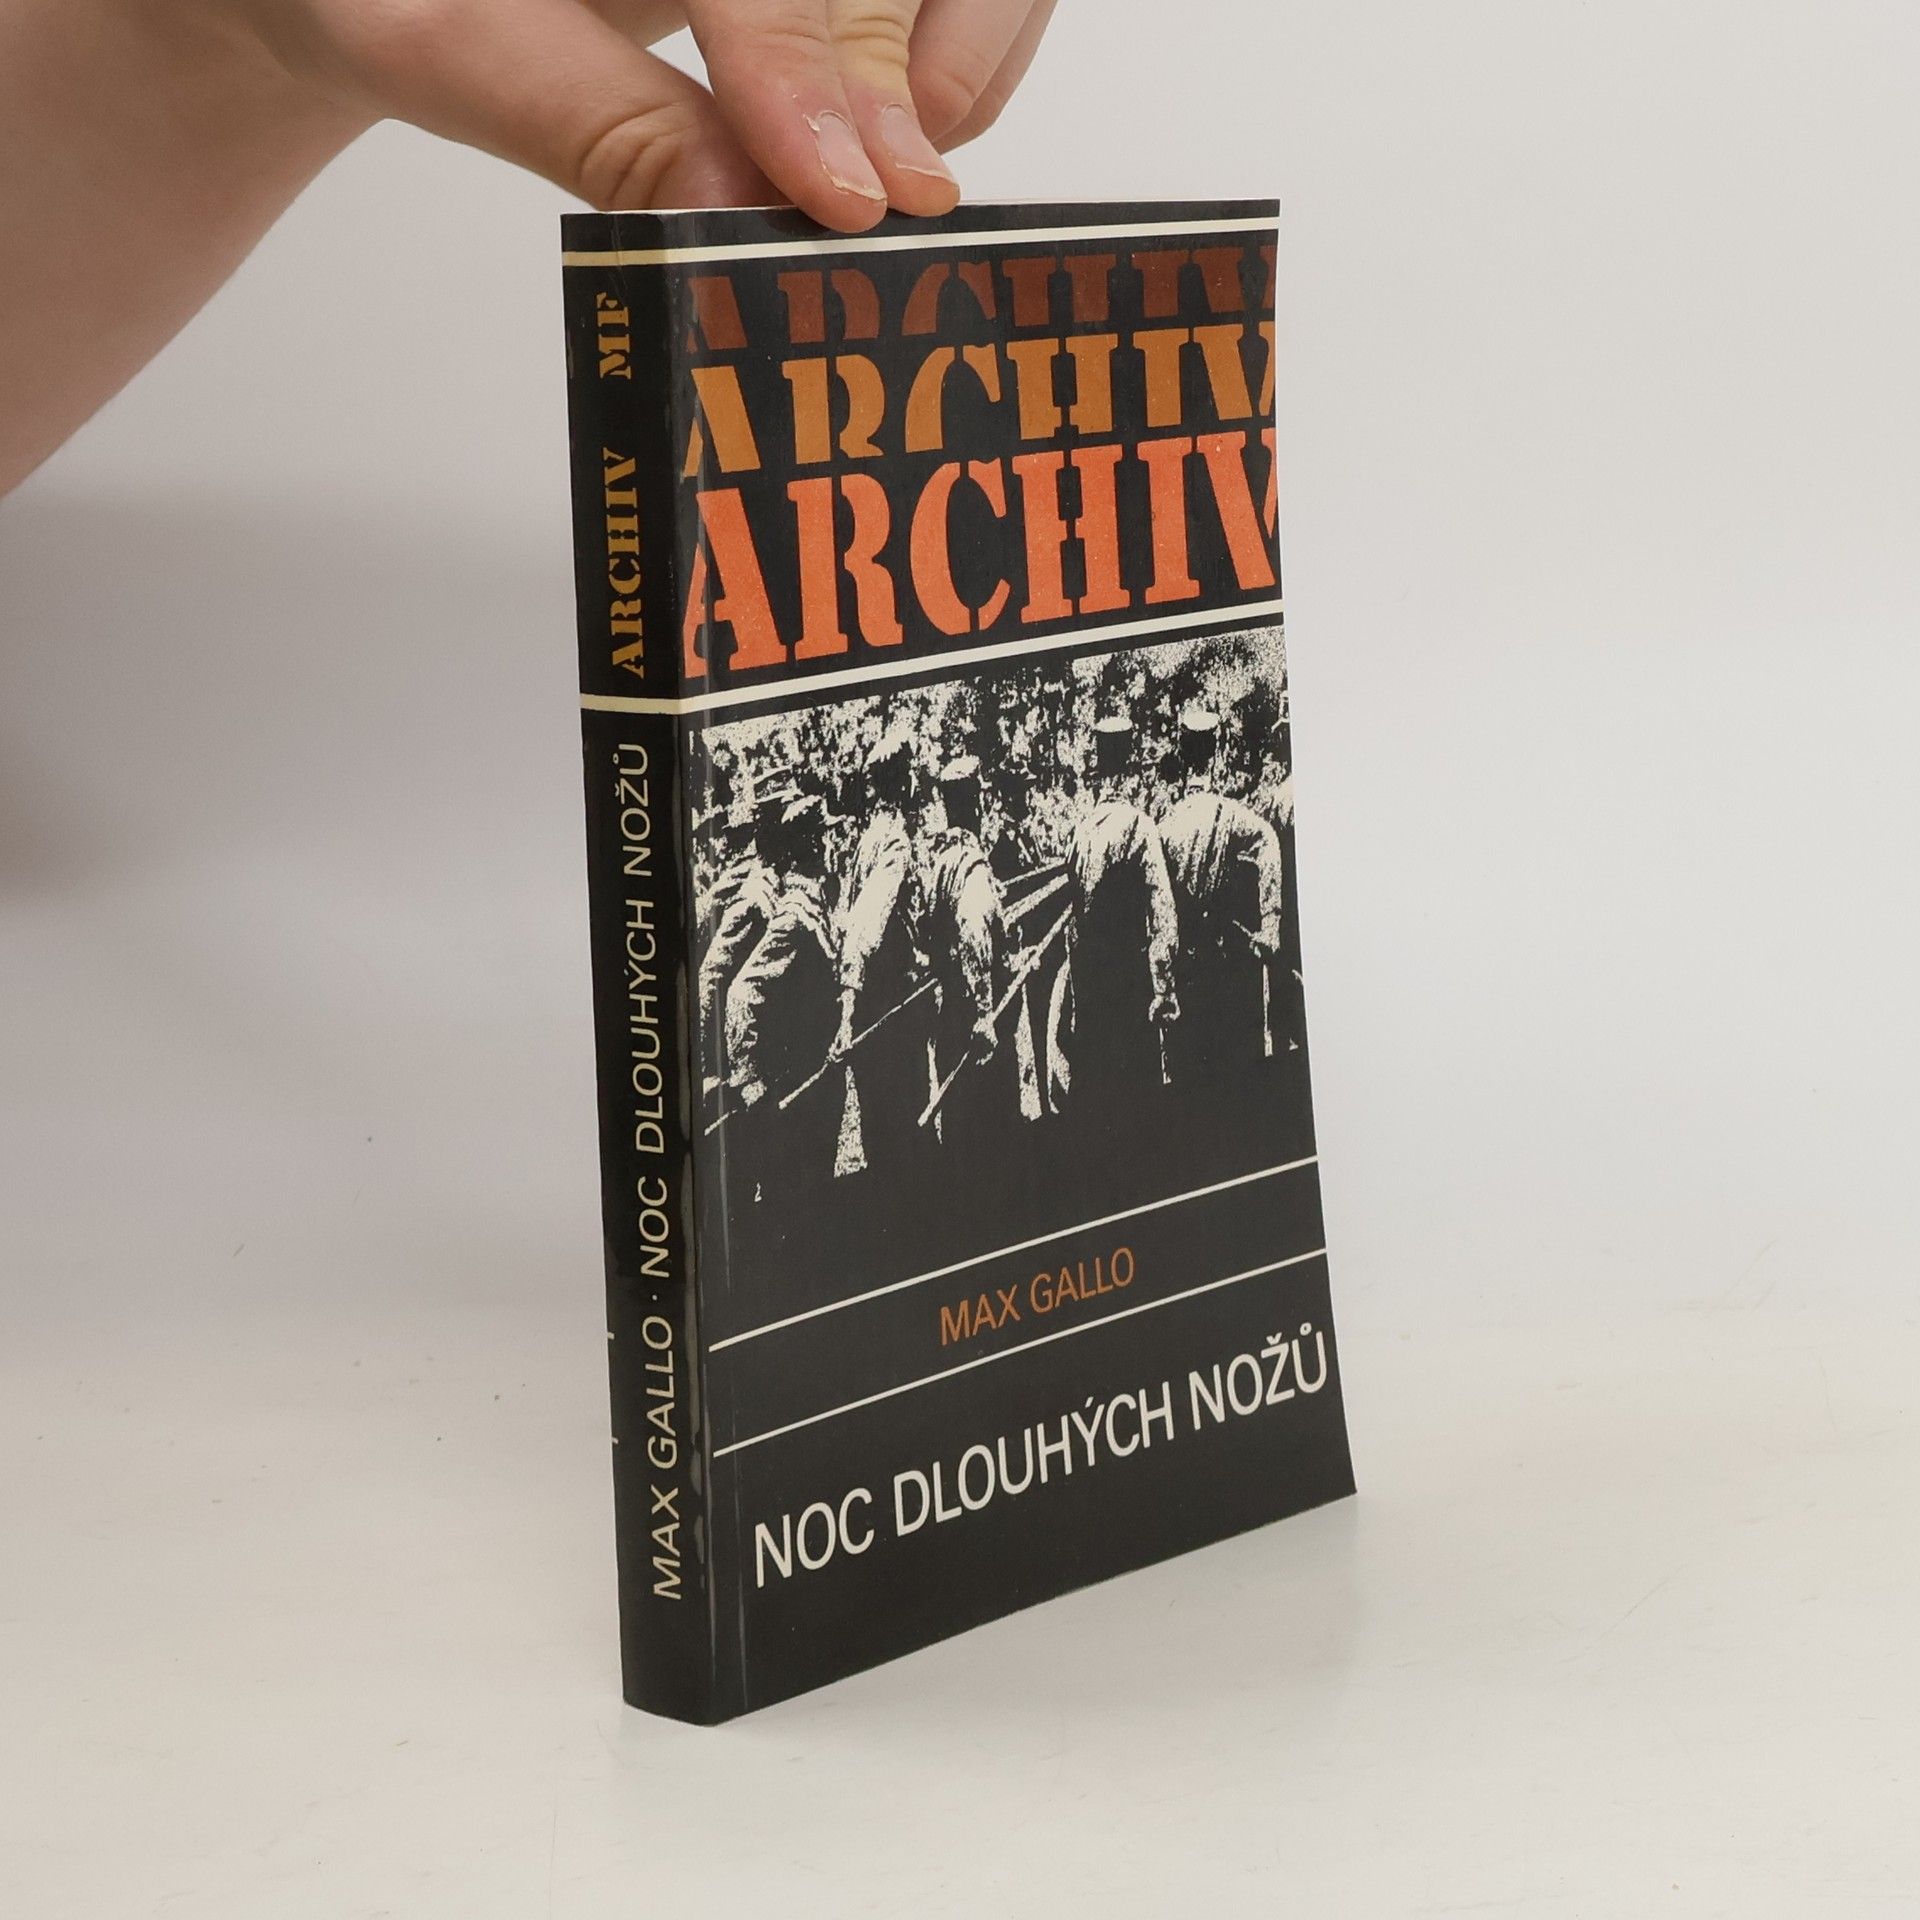 MAX GALLO · NOC DLOUHÝCH NOŽŮ ARCHIV MF
ARCHIV
ARCHIV
ARCHIV
MAX GALLO
NOC DLOUHÝCH NOŽŮ